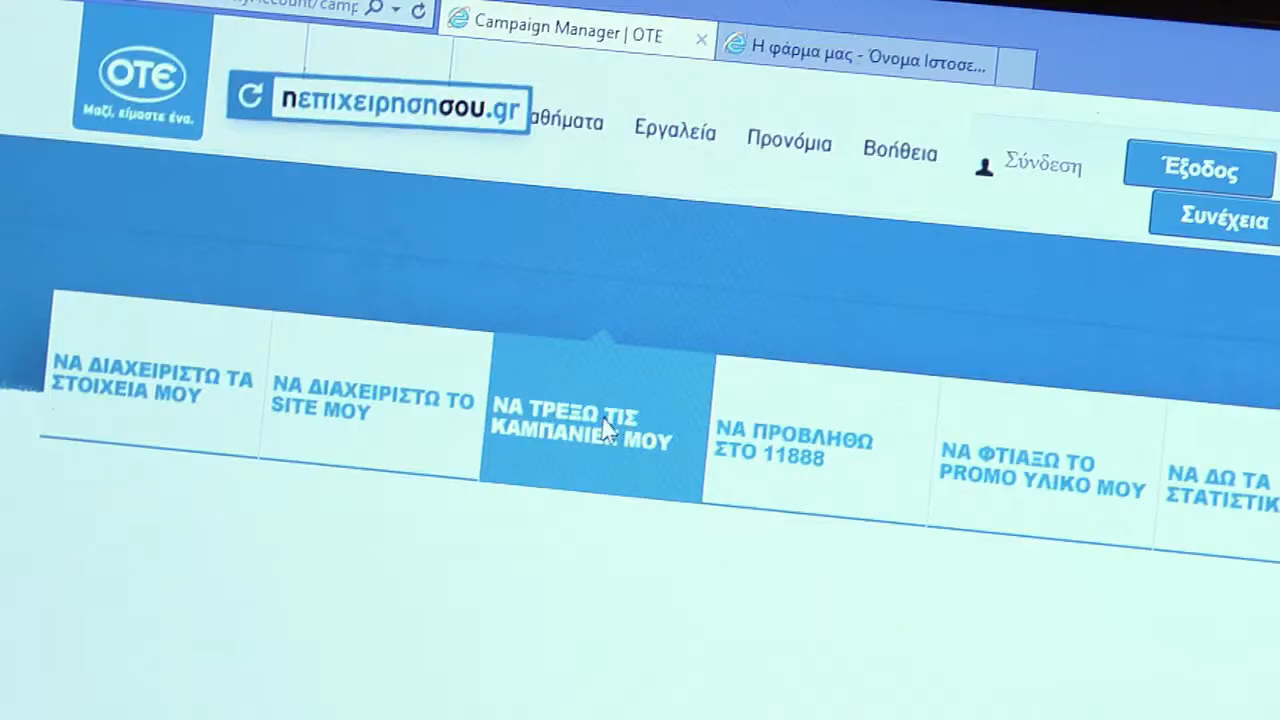 Campaign Manager | OTE
Η φάρμα μας - Όνομα Ιστοσε...
OTE
Μαζί, είμαστε ένα.
ηεπιχειρησησου.gr
αθήματα
Εργαλεία
Προνόμια
Βοήθεια
Σύνδεση
Έξοδος
Συνέχεια
ΝΑ ΔΙΑΧΕΙΡΙΣΤΩ ΤΑ
ΣΤΟΙΧΕΙΑ ΜΟΥ
ΝΑ ΔΙΑΧΕΙΡΙΣΤΩ ΤΟ
SITE ΜΟΥ
ΝΑ ΤΡΕΞΩ ΤΙΣ
ΚΑΜΠΑΝΙΕΣ ΜΟΥ
ΝΑ ΠΡΟΒΛΗΘΩ
ΣΤΟ 11888
ΝΑ ΦΤΙΑΞΩ ΤΟ
PROMO ΥΛΙΚΟ ΜΟΥ
ΝΑ ΔΩ ΤΑ
ΣΤΑΤΙΣΤΙΚ